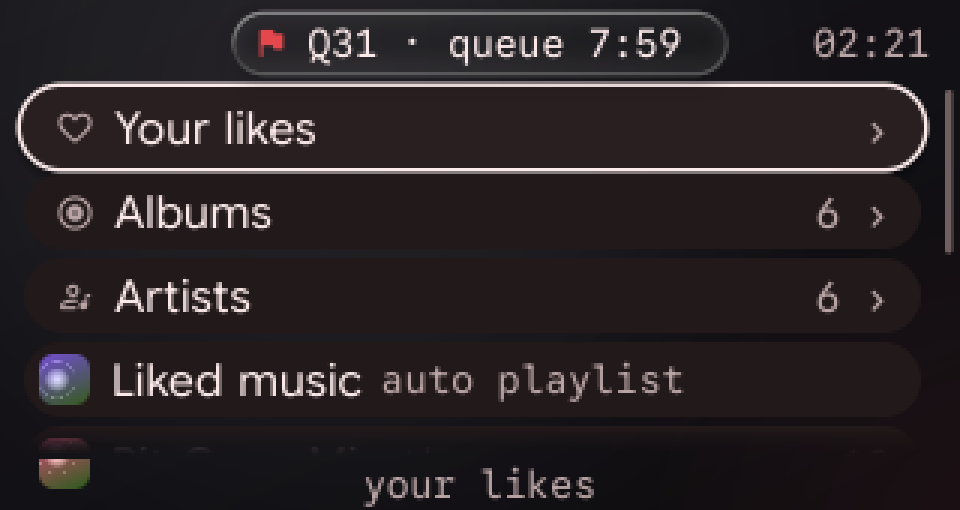 Q31 · queue 7:59
02:21
Your likes ›
Albums 6 ›
Artists 6 ›
Liked music auto playlist
your likes